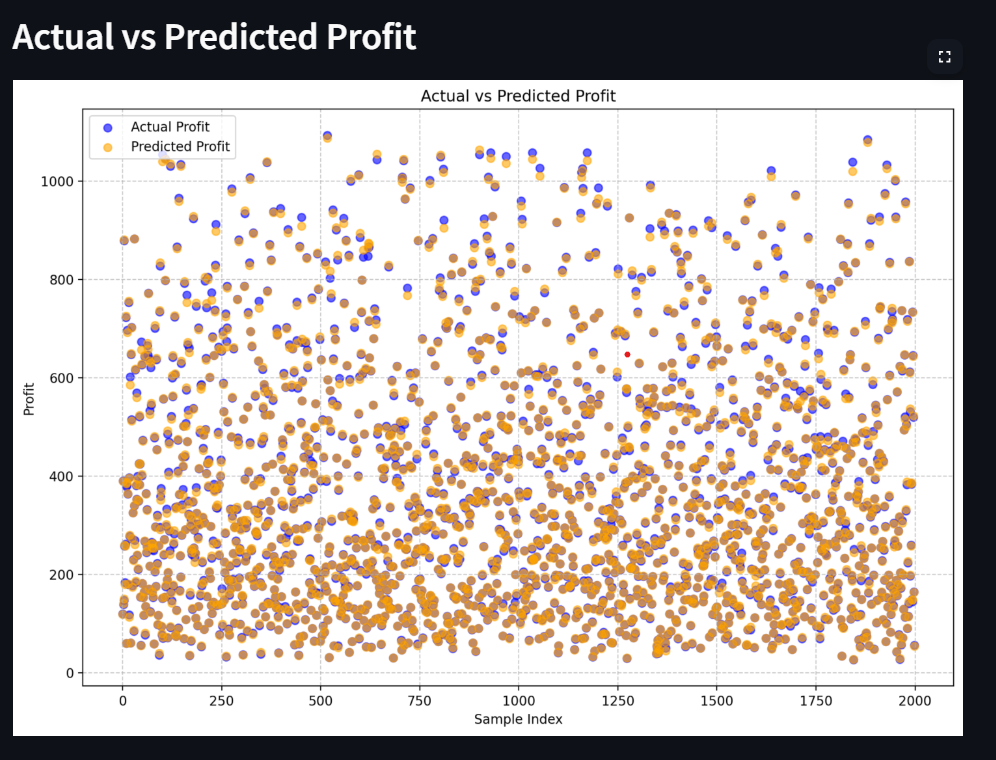 Actual vs Predicted Profit
Actual vs Predicted Profit
Actual Profit
Predicted Profit
1000
800
600
400
200
0
Profit
0 250 500 750 1000 1250 1500 1750 2000
Sample Index